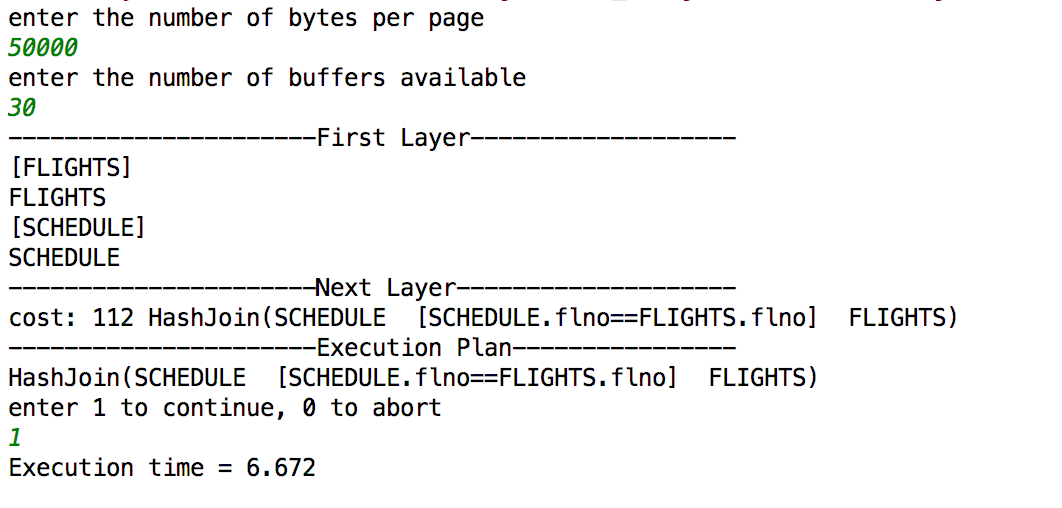 enter the number of bytes per page
50000
enter the number of buffers available
30
----------------------First Layer-------------------
[FLIGHTS]
FLIGHTS
[SCHEDULE]
SCHEDULE
----------------------Next Layer--------------------
cost: 112 HashJoin(SCHEDULE  [SCHEDULE.flno==FLIGHTS.flno]  FLIGHTS)
----------------------Execution Plan----------------
HashJoin(SCHEDULE  [SCHEDULE.flno==FLIGHTS.flno]  FLIGHTS)
enter 1 to continue, 0 to abort
1
Execution time = 6.672